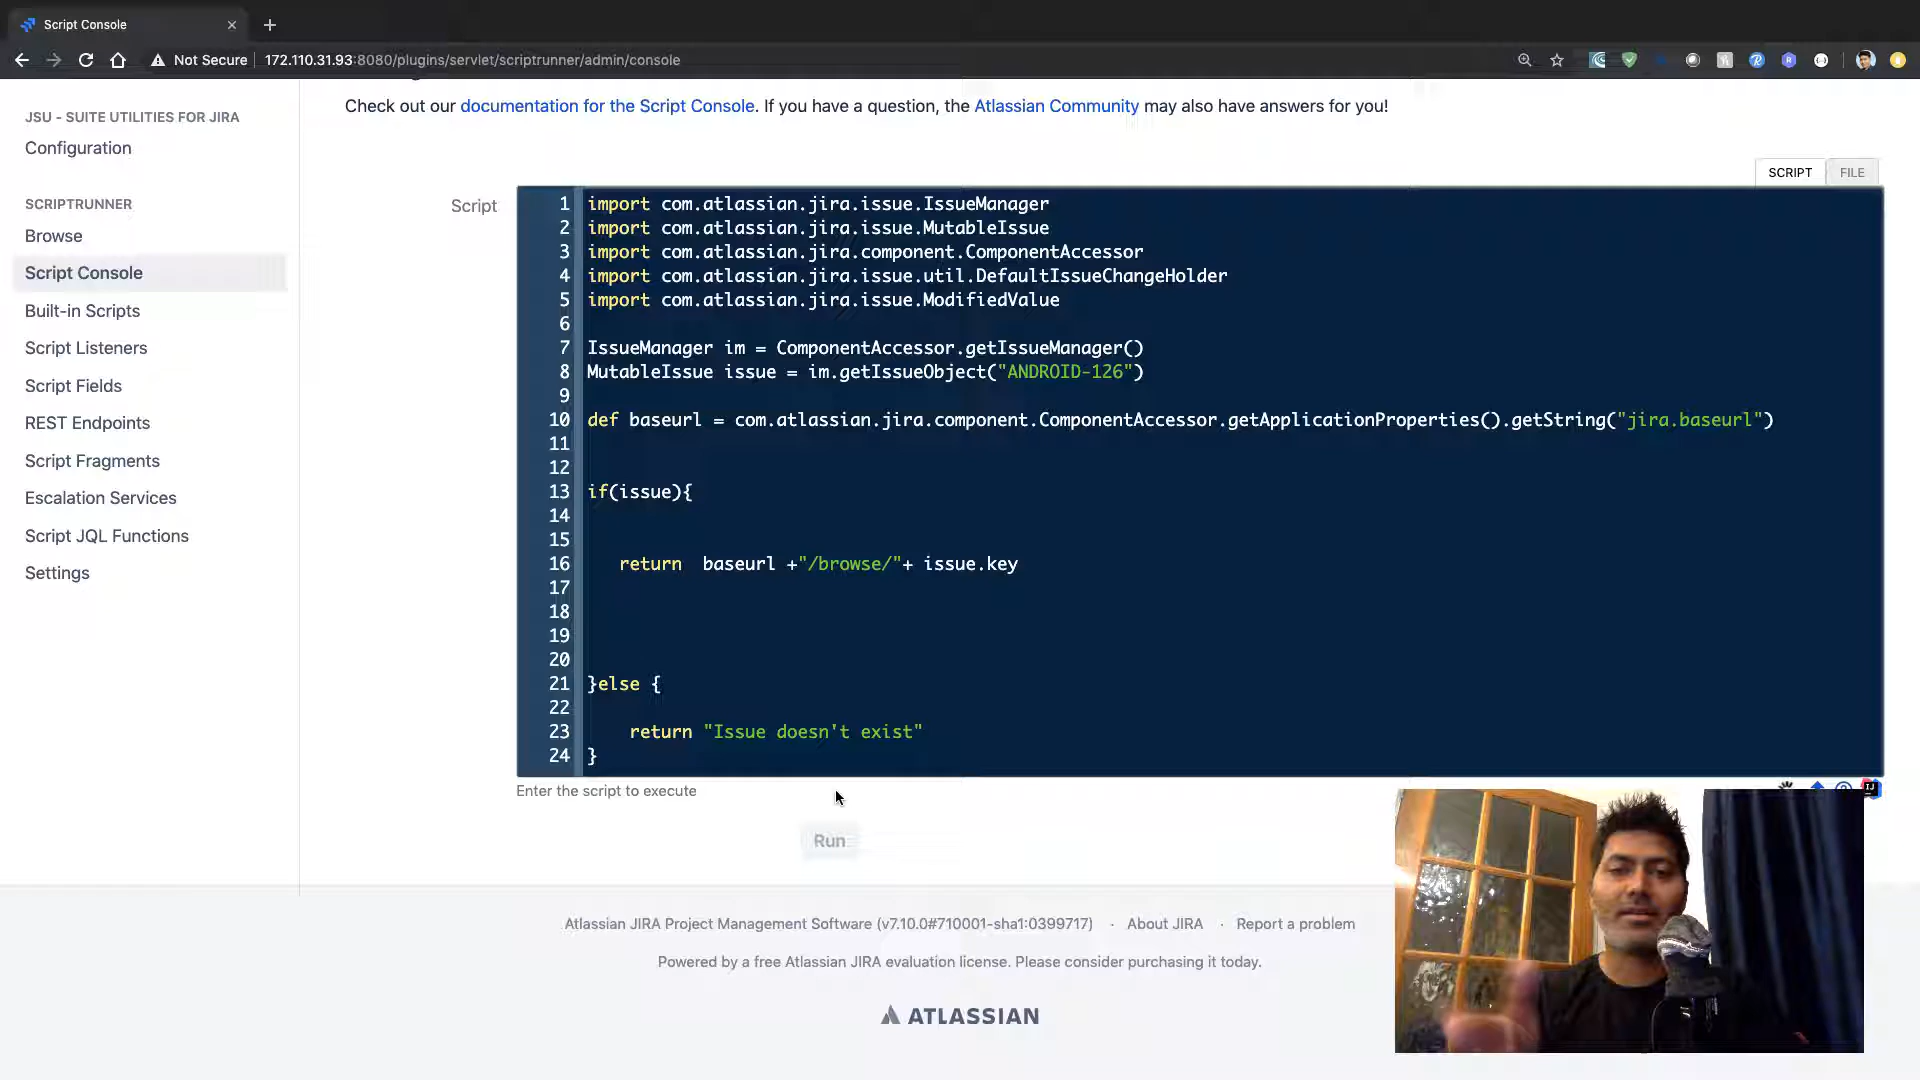 Script Console
Not Secure
172.110.31.93:8080/plugins/servlet/scriptrunner/admin/console
JSU - SUITE UTILITIES FOR JIRA
Configuration
SCRIPTRUNNER
Browse
Script Console
Built-in Scripts
Script Listeners
Script Fields
REST Endpoints
Script Fragments
Escalation Services
Script JQL Functions
Settings
Check out our documentation for the Script Console. If you have a question, the Atlassian Community may also have answers for you!
SCRIPT FILE
Script
1 import com.atlassian.jira.issue.IssueManager
2 import com.atlassian.jira.issue.MutableIssue
3 import com.atlassian.jira.component.ComponentAccessor
4 import com.atlassian.jira.issue.util.DefaultIssueChangeHolder
5 import com.atlassian.jira.issue.ModifiedValue
6
7 IssueManager im = ComponentAccessor.getIssueManager()
8 MutableIssue issue = im.getIssueObject("ANDROID-126")
9
10 def baseurl = com.atlassian.jira.component.ComponentAccessor.getApplicationProperties().getString("jira.baseurl")
11
12
13 if(issue){
14
15
16 return baseurl +"/browse/"+ issue.key
17
18
19
20
21 }else {
22
23 return "Issue doesn't exist"
24 }
Enter the script to execute
Run
Atlassian JIRA Project Management Software (v7.10.0#710001-sha1:0399717) · About JIRA · Report a problem
Powered by a free Atlassian JIRA evaluation license. Please consider purchasing it today.
ATLASSIAN